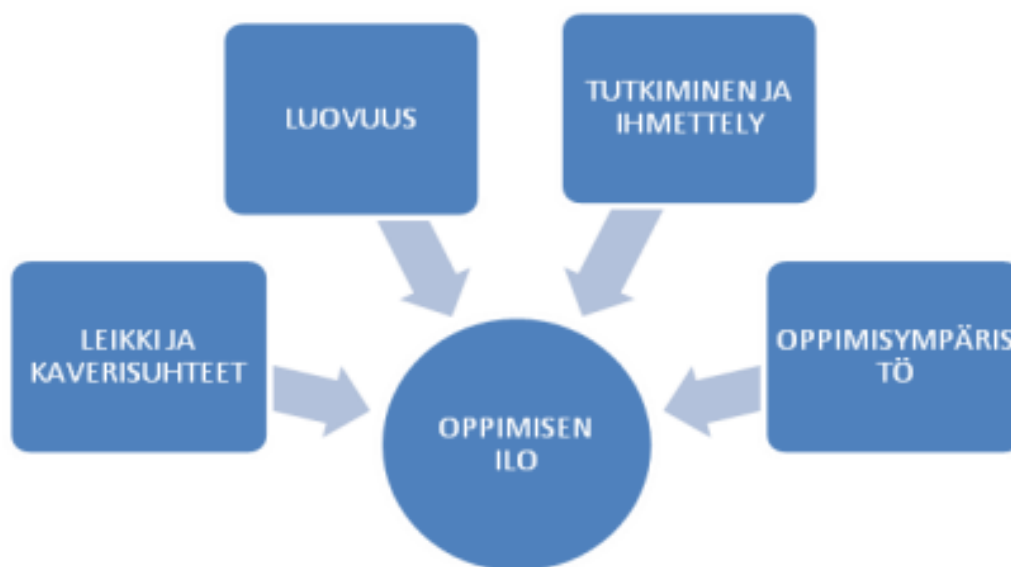 LUOVUUS
TUTKIMINEN JA
IHMETTELY
LEIKKI JA
KAVERISUHTEET
OPPIMISYMPÄRIS
TÖ
OPPIMISEN
ILO